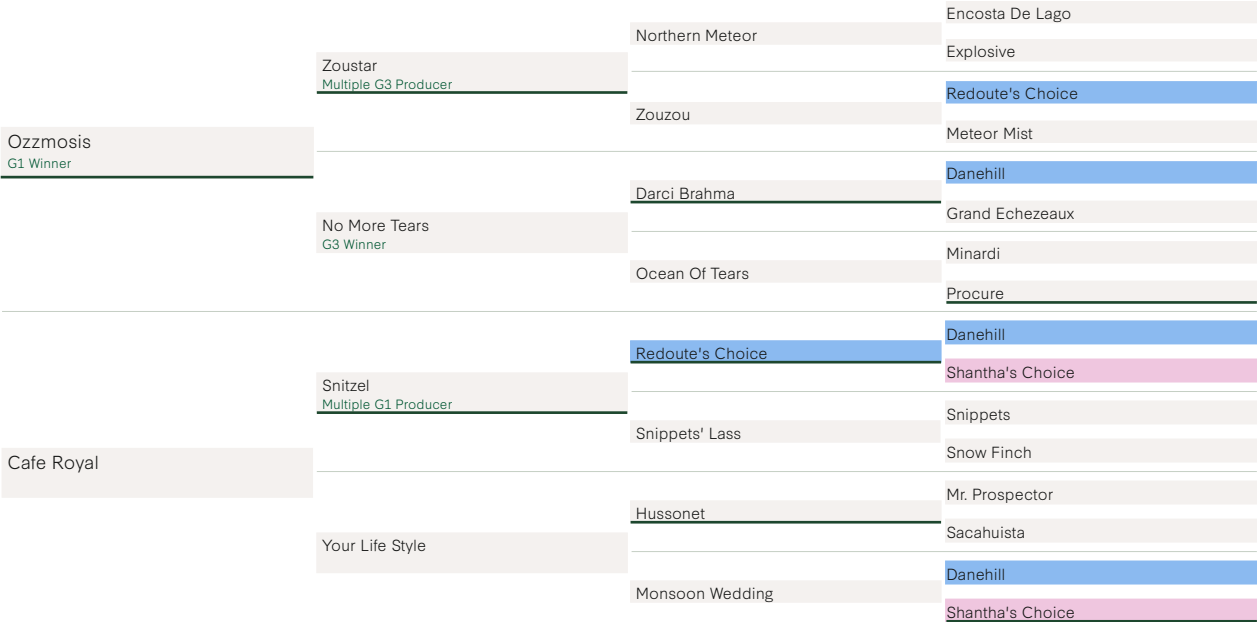 Ozzmosis
G1 Winner
Cafe Royal
Zoustar
Multiple G3 Producer
No More Tears
G3 Winner
Snitzel
Multiple G1 Producer
Your Life Style
Northern Meteor
Zouzou
Darci Brahma
Ocean Of Tears
Redoute's Choice
Snippets' Lass
Hussonet
Monsoon Wedding
Encosta De Lago
Explosive
Redoute's Choice
Meteor Mist
Danehill
Grand Echezeaux
Minardi
Procure
Danehill
Shantha's Choice
Snippets
Snow Finch
Mr. Prospector
Sacahuista
Danehill
Shantha's Choice